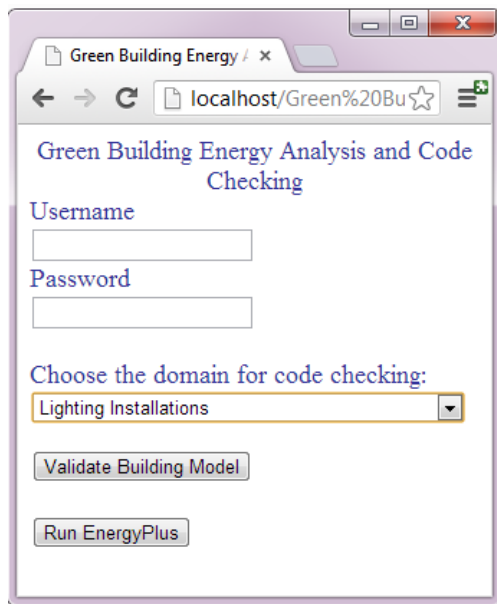 Green Building Energy A
localhost/Green%20Bu
Green Building Energy Analysis and Code
Checking
Username
Password
Choose the domain for code checking:
Lighting Installations
Validate Building Model
Run EnergyPlus